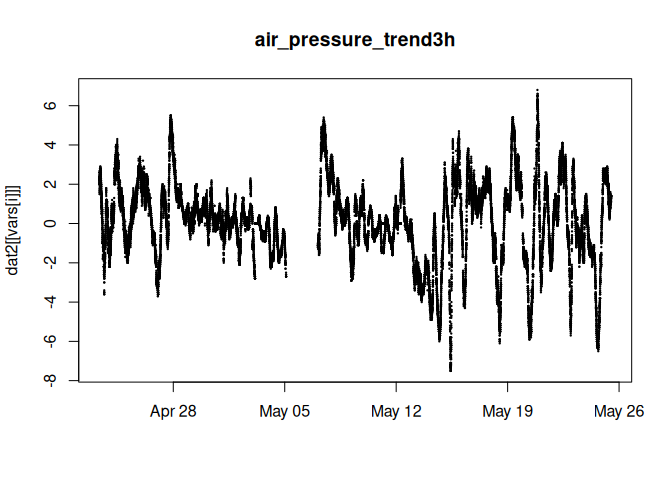 air_pressure_trend3h
dat2[[vars[i]]]
6
4
2
0
-2
-4
-6
-8
Apr 28
May 05
May 12
May 19
May 26